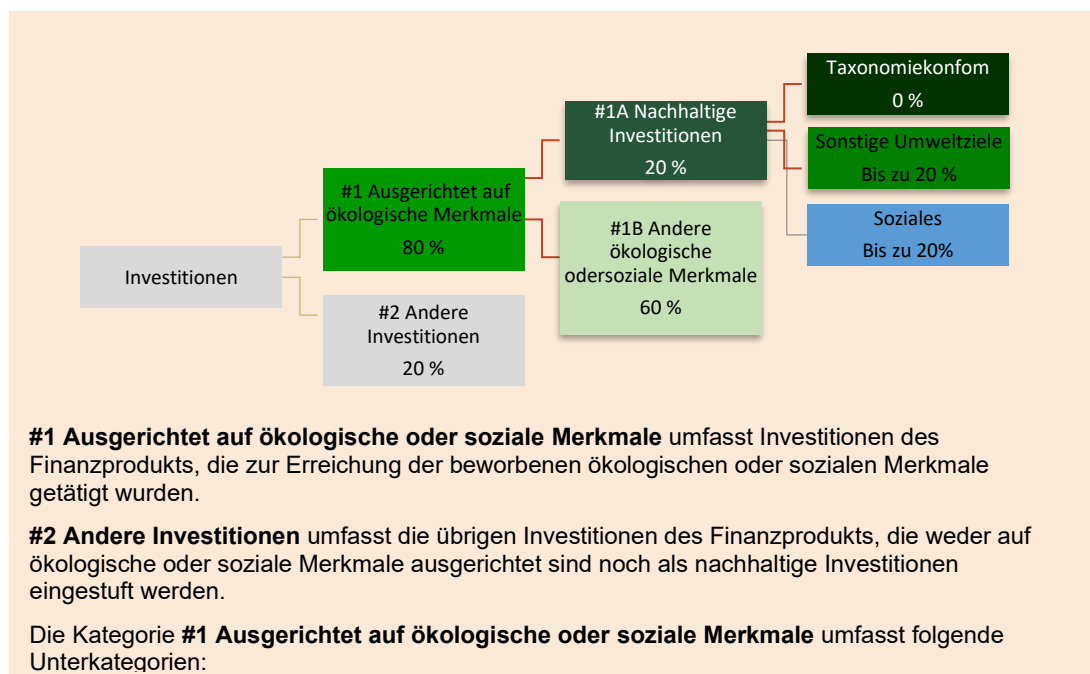 Investitionen
#1 Ausgerichtet auf
ökologische Merkmale
80 %
#2 Andere
Investitionen
20 %
#1A Nachhaltige
Investitionen
20 %
#1B Andere
ökologische
odersoziale Merkmale
60 %
Taxonomiekonfom
0 %
Sonstige Umweltziele
Bis zu 20 %
Soziales
Bis zu 20%
#1 Ausgerichtet auf ökologische oder soziale Merkmale umfasst Investitionen des
Finanzprodukts, die zur Erreichung der beworbenen ökologischen oder sozialen Merkmale
getätigt wurden.
#2 Andere Investitionen umfasst die übrigen Investitionen des Finanzprodukts, die weder auf
ökologische oder soziale Merkmale ausgerichtet sind noch als nachhaltige Investitionen
eingestuft werden.
Die Kategorie #1 Ausgerichtet auf ökologische oder soziale Merkmale umfasst folgende
Unterkategorien: